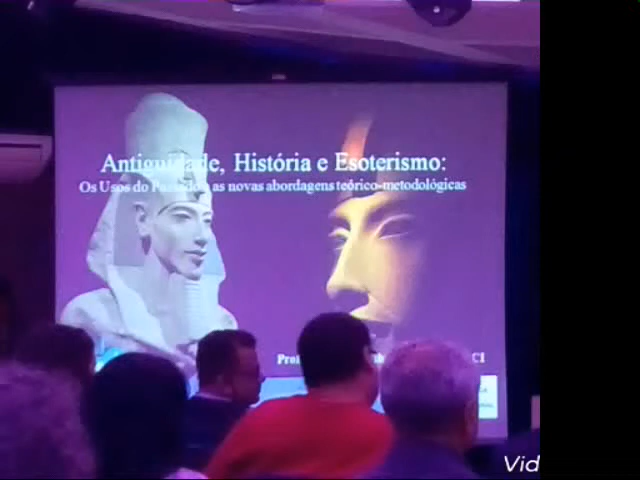 Antiguidade, História e Esoterismo:
Os Usos do Passado e as novas abordagens teórico-metodológicas
Vid